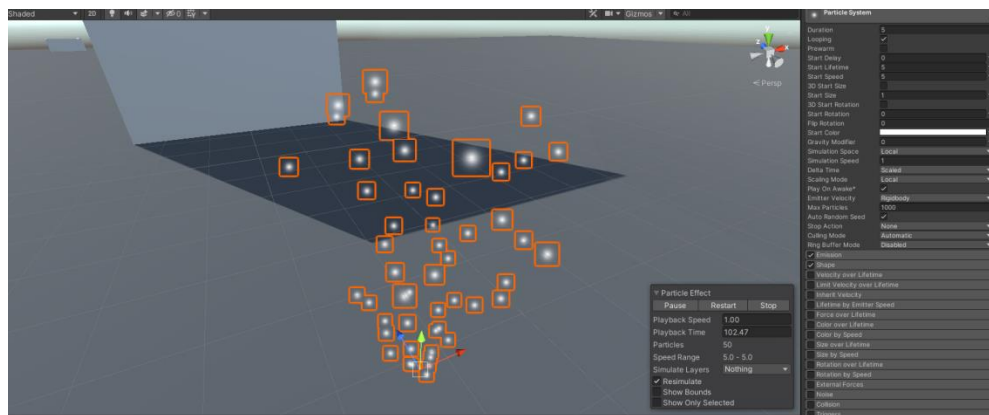 Shaded 2D 0 Gizmos All
y
z x
Persp
Particle System
Duration 5
Looping
Prewarm
Start Delay 0
Start Lifetime 5
Start Speed 5
3D Start Size
Start Size 1
3D Start Rotation
Start Rotation 0
Flip Rotation 0
Start Color
Gravity Modifier 0
Simulation Space Local
Simulation Speed 1
Delta Time Scaled
Scaling Mode Local
Play On Awake*
Emitter Velocity Rigidbody
Max Particles 1000
Auto Random Seed
Stop Action None
Culling Mode Automatic
Ring Buffer Mode Disabled
Emission
Shape
Velocity over Lifetime
Limit Velocity over Lifetime
Inherit Velocity
Lifetime by Emitter Speed
Force over Lifetime
Color over Lifetime
Color by Speed
Size over Lifetime
Size by Speed
Rotation over Lifetime
Rotation by Speed
External Forces
Noise
Collision
Triggers
Particle Effect
Pause Restart Stop
Playback Speed 1.00
Playback Time 102.47
Particles 50
Speed Range 5.0 - 5.0
Simulate Layers Nothing
Resimulate
Show Bounds
Show Only Selected